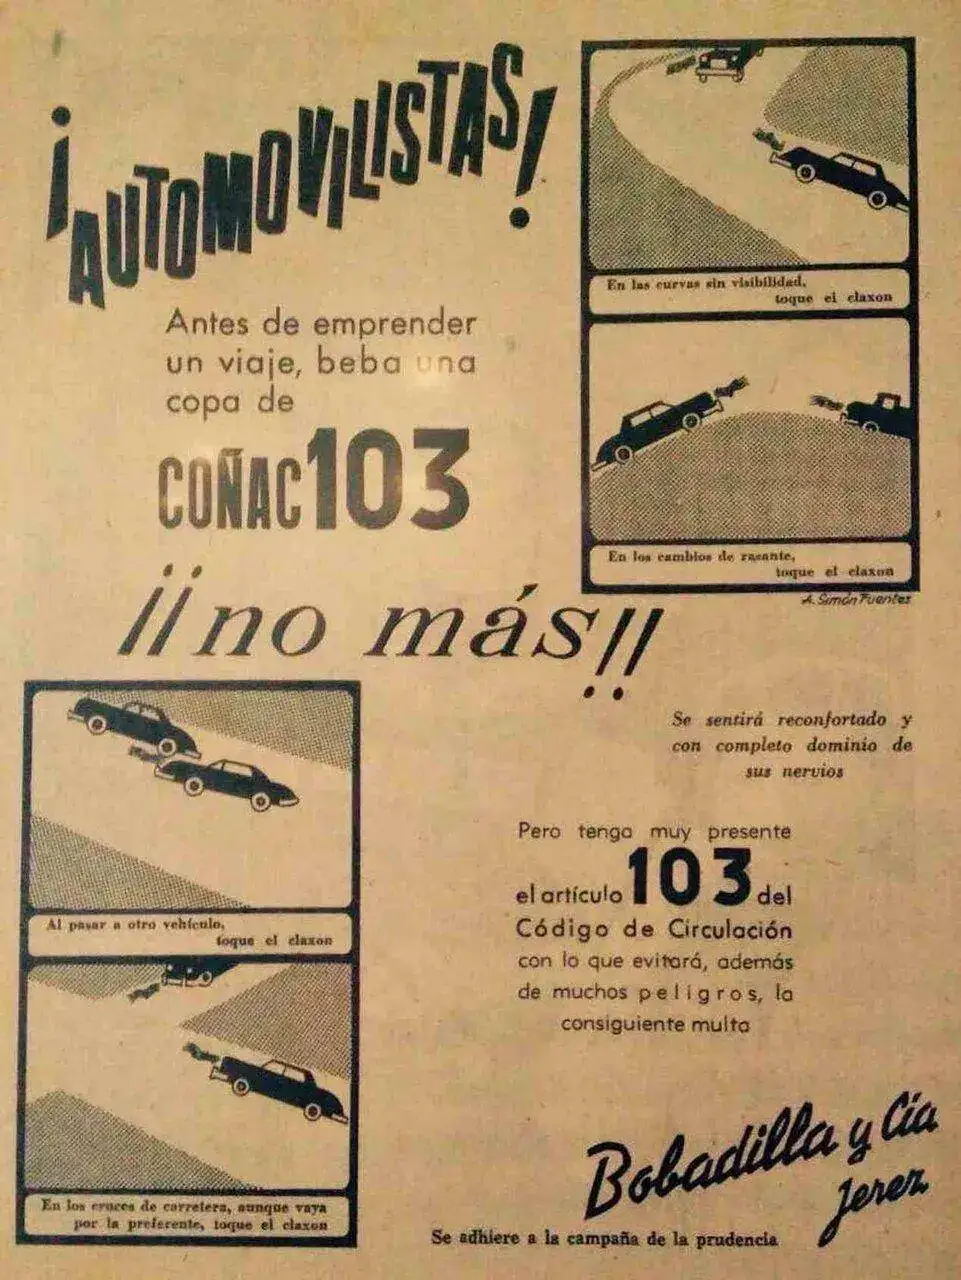 ¡AUTOMOVILISTAS!
Antes de emprender
un viaje, beba una
copa de
COÑAC 103
¡¡no más!!
En las curvas sin visibilidad,
toque el claxon
En los cambios de rasante,
toque el claxon
A. Simón Fuentes
Se sentirá reconfortado y
con completo dominio de
sus nervios
Al pasar a otro vehículo,
toque el claxon
En los cruces de carretera, aunque vaya
por la preferente, toque el claxon
Pero tenga muy presente
el artículo 103 del
Código de Circulación
con lo que evitará, además
de muchos peligros, la
consiguiente multa
Bobadilla y Cía
Jerez
Se adhiere a la campaña de la prudencia